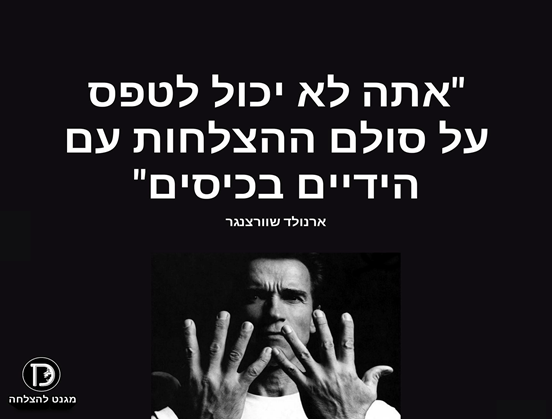 "אתה לא יכול לטפס
על סולם ההצלחות עם
הידיים בכיסים"
ארנולד שוורצנגר
מגנט להצלחה